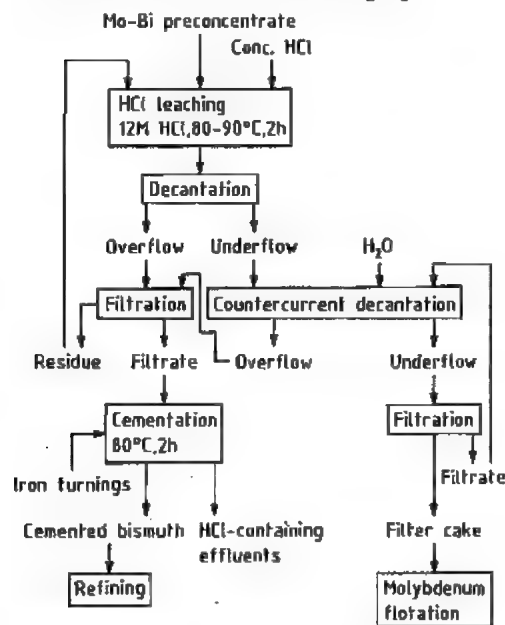 Mo-Bi preconcentrate
Conc. HCl
HCl leaching
12M HCl,80-90°C,2h
Decantation
Overflow
Underflow
H₂O
Filtration
Countercurrent decantation
Residue
Filtrate
Overflow
Underflow
Cementation
80°C,2h
Filtration
Iron turnings
Filtrate
Cemented bismuth
HCl-containing
effluents
Filter cake
Refining
Molybdenum
flotation